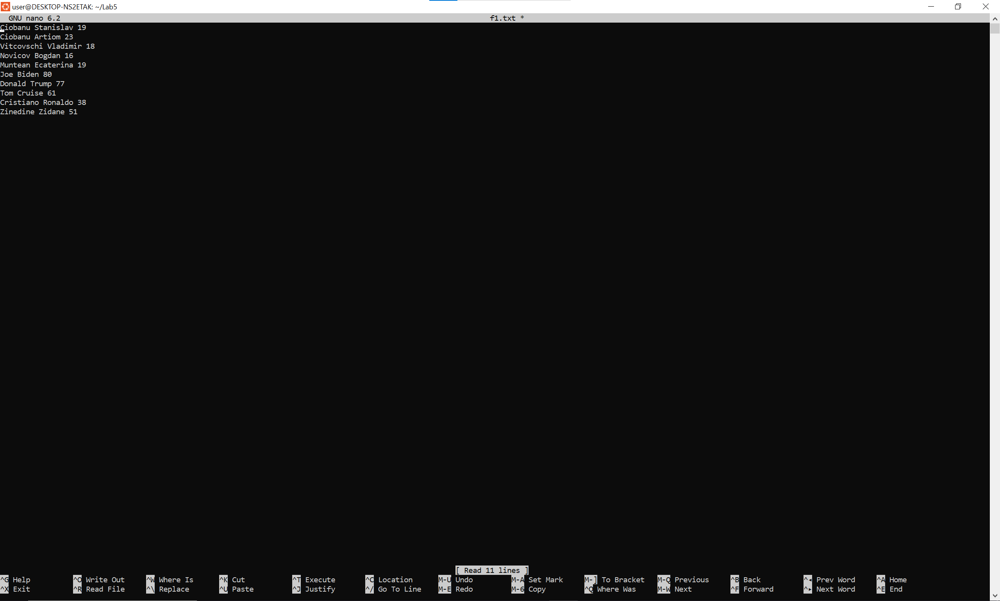 user@DESKTOP-NS2ETAK: ~/Lab5
GNU nano 6.2 f1.txt *
Ciobanu Stanislav 19
Ciobanu Artiom 23
Vitcovschi Vladimir 18
Novicov Bogdan 16
Muntean Ecaterina 19
Joe Biden 80
Donald Trump 77
Tom Cruise 61
Cristiano Ronaldo 38
Zinedine Zidane 51
[ Read 11 lines ]
^G Help ^O Write Out ^W Where Is ^K Cut ^T Execute ^C Location M-U Undo M-A Set Mark M-] To Bracket M-Q Previous ^B Back ^◂ Prev Word ^A Home
^X Exit ^R Read File ^\ Replace ^U Paste ^J Justify ^/ Go To Line M-E Redo M-6 Copy ^Q Where Was M-W Next ^F Forward ^▸ Next Word ^E End